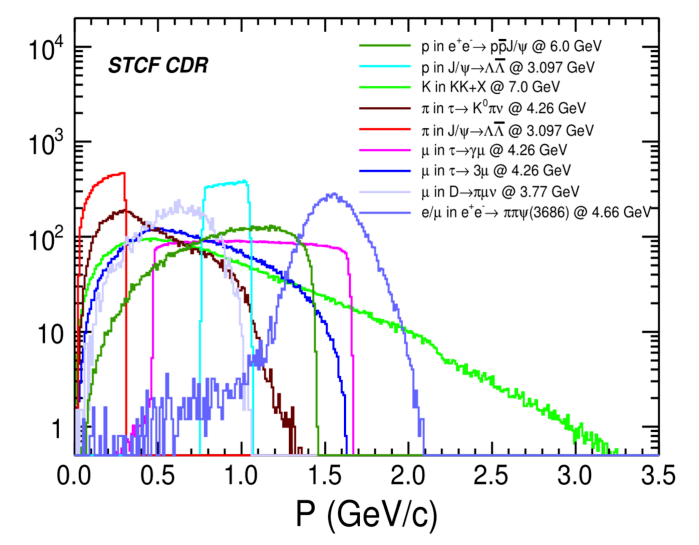 STCF CDR
p in e⁺e⁻→ pp̅J/ψ @ 6.0 GeV
p in J/ψ→ΛΛ̅ @ 3.097 GeV
K in KK+X @ 7.0 GeV
π in τ→ K⁰πν @ 4.26 GeV
π in J/ψ→ΛΛ̅ @ 3.097 GeV
μ in τ→γμ @ 4.26 GeV
μ in τ→ 3μ @ 4.26 GeV
μ in D→πμν @ 3.77 GeV
e/μ in e⁺e⁻→ ππψ(3686) @ 4.66 GeV
10⁴
10³
10²
10
1
0.0 0.5 1.0 1.5 2.0 2.5 3.0 3.5
P (GeV/c)